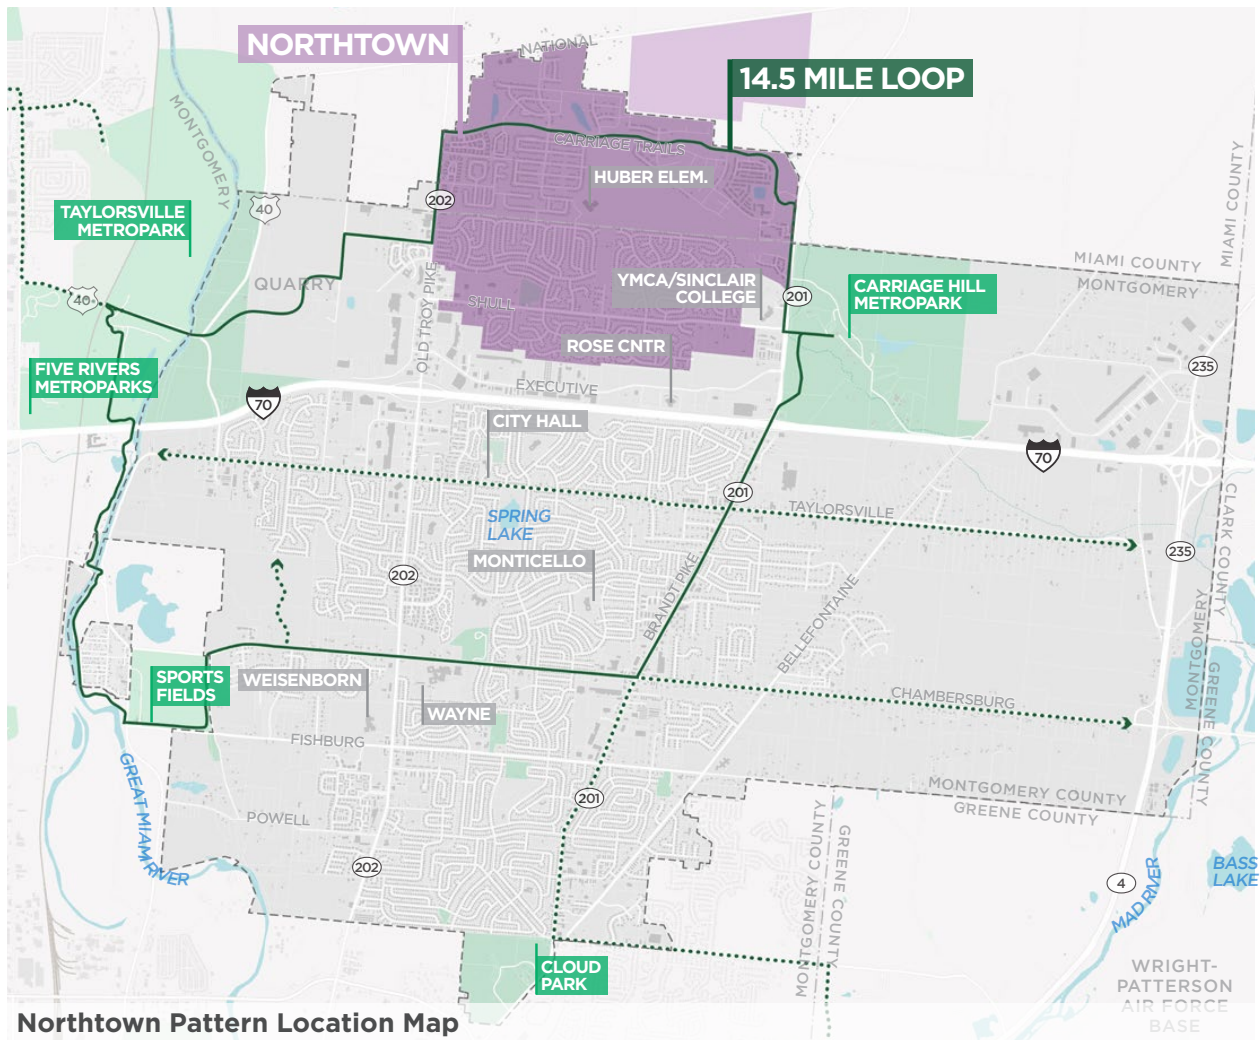 NORTHTOWN
NATIONAL
14.5 MILE LOOP
MONTGOMERY
CARRIAGE TRAILS
HUBER ELEM.
MIAMI COUNTY
202
40
TAYLORSVILLE
METROPARK
QUARRY
MIAMI COUNTY
MONTGOMERY
YMCA/SINCLAIR
COLLEGE
201
CARRIAGE HILL
METROPARK
40
SHULL
OLD TROY PIKE
ROSE CNTR
235
FIVE RIVERS
METROPARKS
EXECUTIVE
70
CITY HALL
70
201
TAYLORSVILLE
CLARK COUNTY
SPRING
LAKE
235
MONTICELLO
202
BRANDT PIKE
BELLEFONTAINE
MONTGOMERY
GREENE COUNTY
SPORTS
FIELDS
WEISENBORN
WAYNE
CHAMBERSBURG
FISHBURG
GREAT MIAMI RIVER
201
MONTGOMERY COUNTY
GREENE COUNTY
POWELL
202
MONTGOMERY COUNTY
GREENE COUNTY
4
MAD RIVER
BASS
LAKE
CLOUD
PARK
WRIGHT-
PATTERSON
AIR FORCE
BASE
Northtown Pattern Location Map